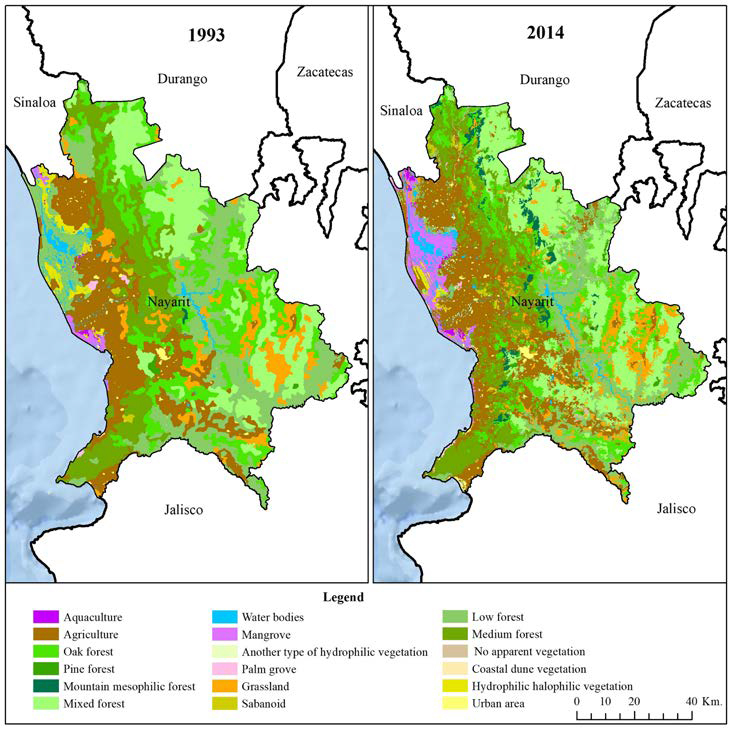 1993
Durango
Zacatecas
Sinaloa
Nayarit
Jalisco
2014
Durango
Zacatecas
Sinaloa
Nayarit
Jalisco
Legend
Aquaculture
Agriculture
Oak forest
Pine forest
Mountain mesophilic forest
Mixed forest
Water bodies
Mangrove
Another type of hydrophilic vegetation
Palm grove
Grassland
Sabanoid
Low forest
Medium forest
No apparent vegetation
Coastal dune vegetation
Hydrophilic halophilic vegetation
Urban area
0 10 20 40 Km.